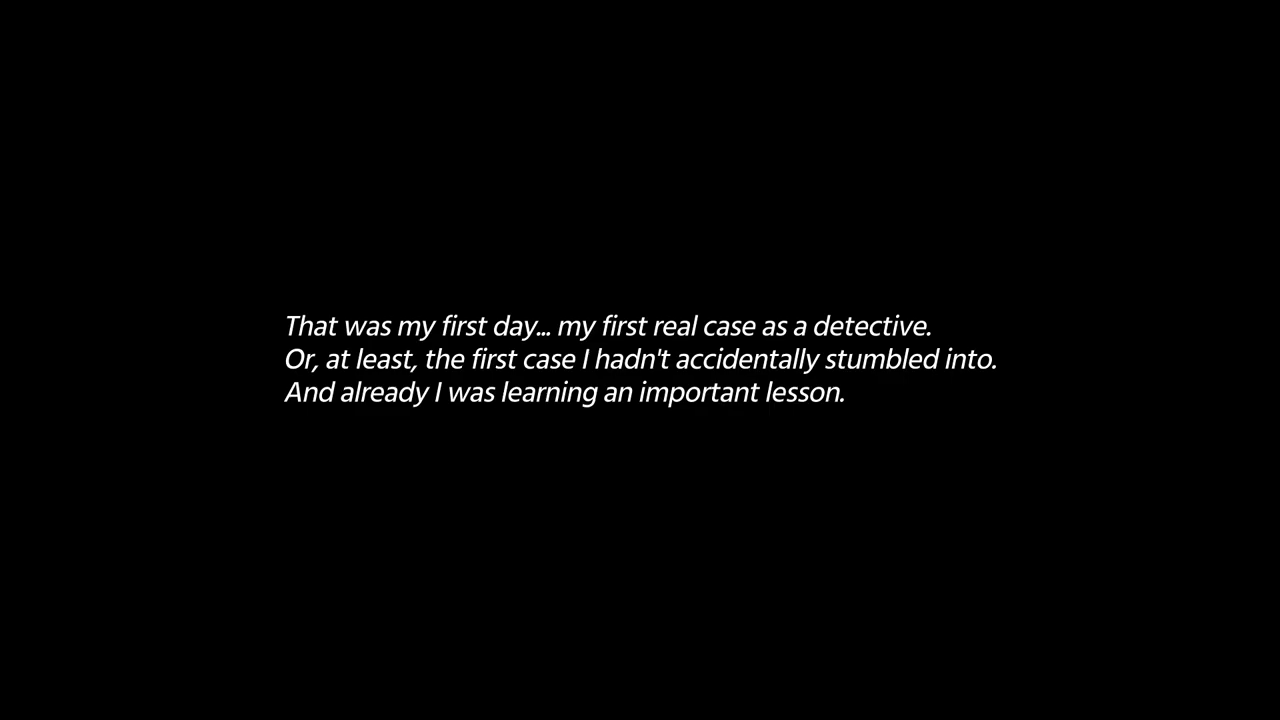 That was my first day... my first real case as a detective.
Or, at least, the first case I hadn't accidentally stumbled into.
And already I was learning an important lesson.